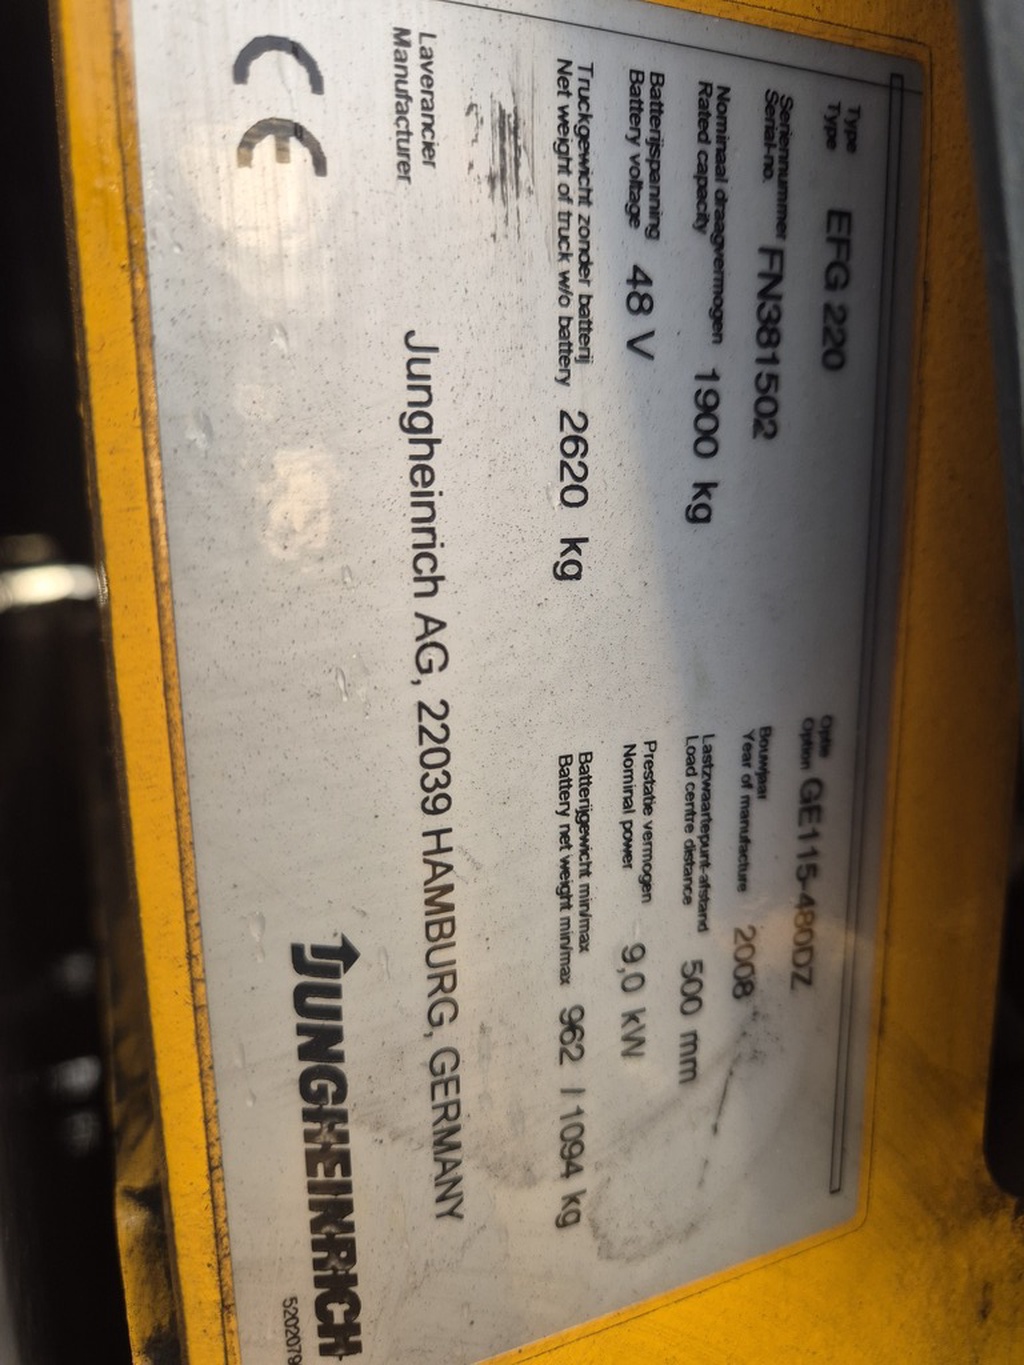 Type
Type EFG 220
Optie
Option GE115-480DZ
Seriennummer
Serial-no. FN381502
Bouwjaar
Year of manufacture 2008
Nominaal draagvermogen
Rated capacity 1900 kg
Lastzwaartepunt-afstand
Load centre distance 500 mm
Batterijspanning
Battery voltage 48 V
Prestatie vermogen
Nominal power 9,0 kW
Truckgewicht zonder batterij
Net weight of truck w/o battery 2620 kg
Batterijgewicht min/max
Battery net weight min/max 962 / 1094 kg
Laverancier
Manufacturer
Jungheinrich AG, 22039 HAMBURG, GERMANY
CE
JUNGHEINRICH
5202079